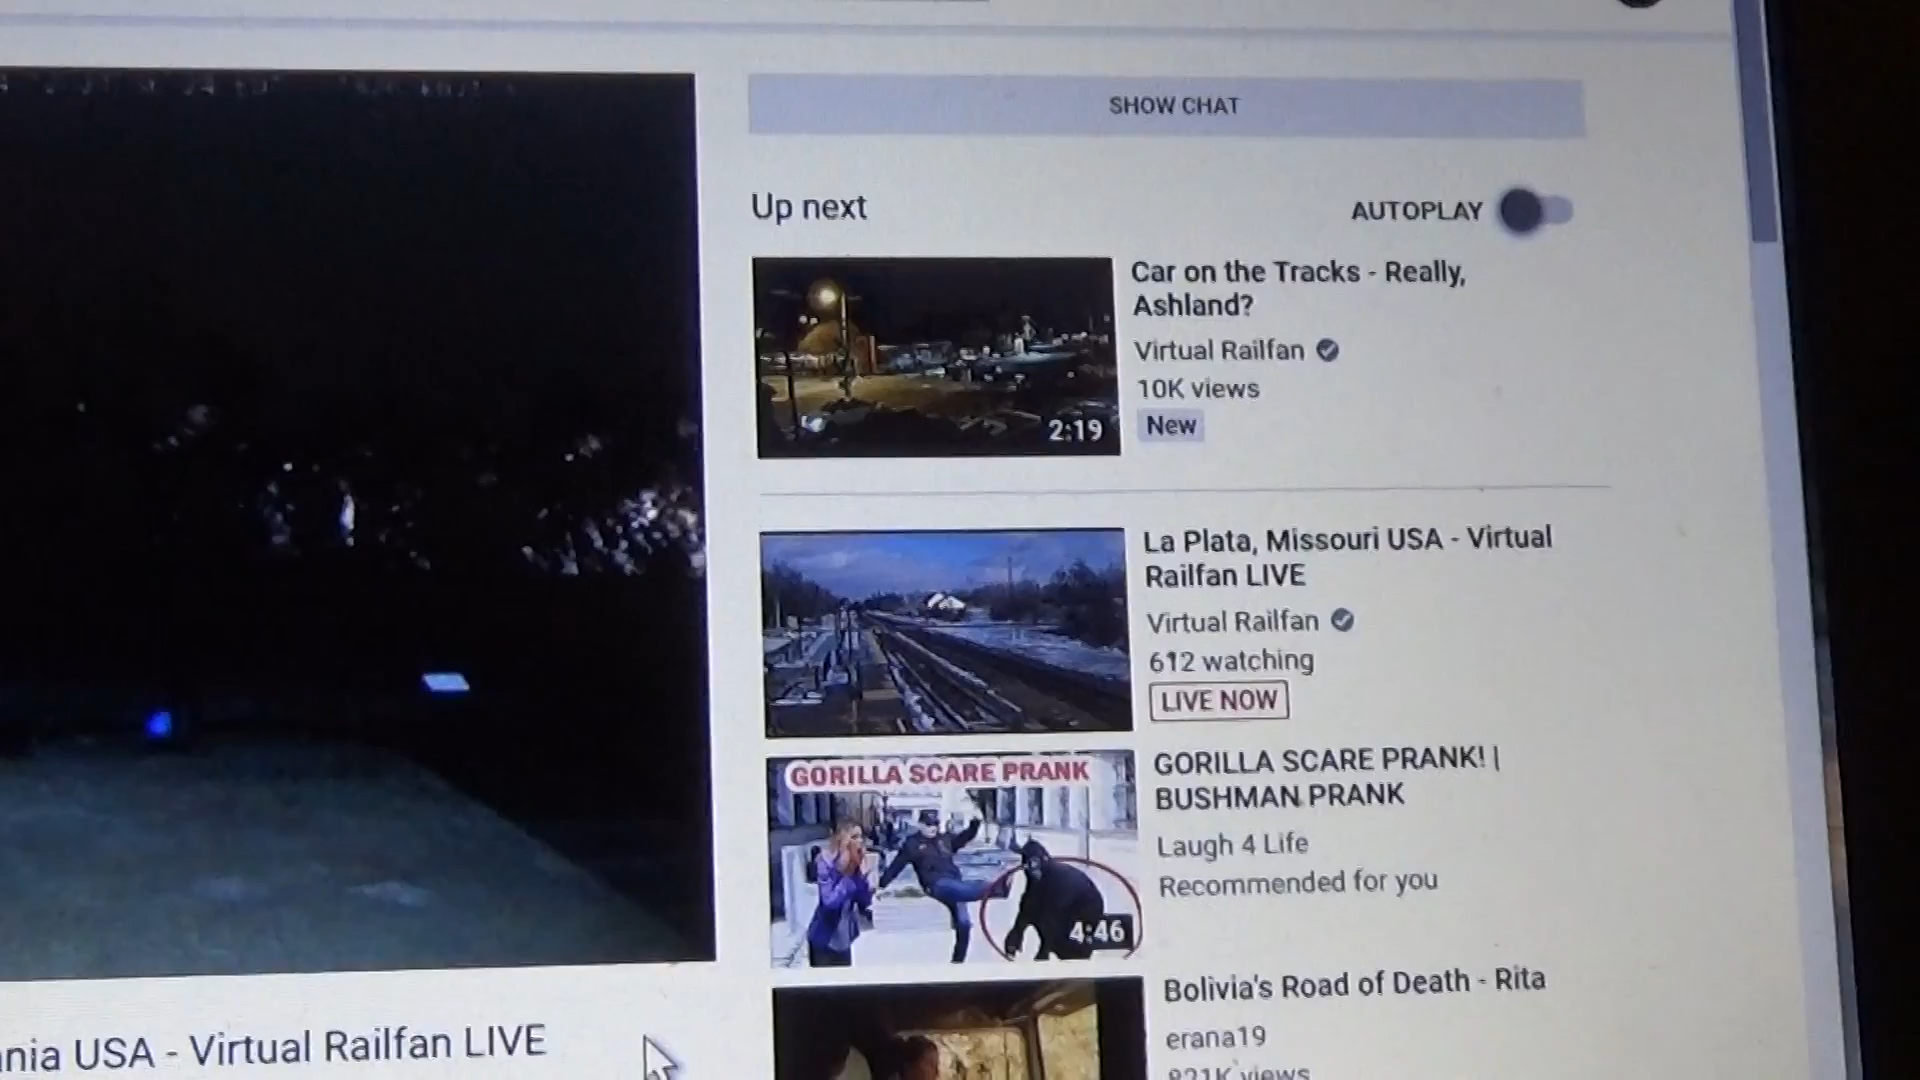 SHOW CHAT
Up next
AUTOPLAY
Car on the Tracks - Really,
Ashland?
Virtual Railfan
10K views
New
2:19
La Plata, Missouri USA - Virtual
Railfan LIVE
Virtual Railfan
612 watching
LIVE NOW
GORILLA SCARE PRANK
4:46
GORILLA SCARE PRANK! |
BUSHMAN PRANK
Laugh 4 Life
Recommended for you
Bolivia's Road of Death - Rita
erana19
821K views
nia USA - Virtual Railfan LIVE